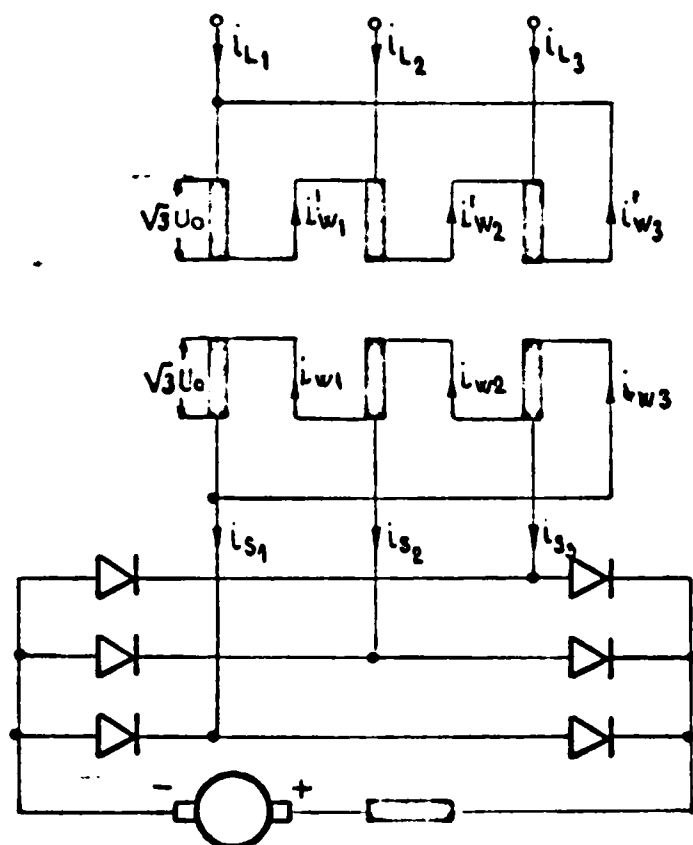 iL1 iL2 iL3
√3U0 i'w1 i'w2 i'w3
√3U0 iw1 iw2 iw3
is1 is2 is3
- +